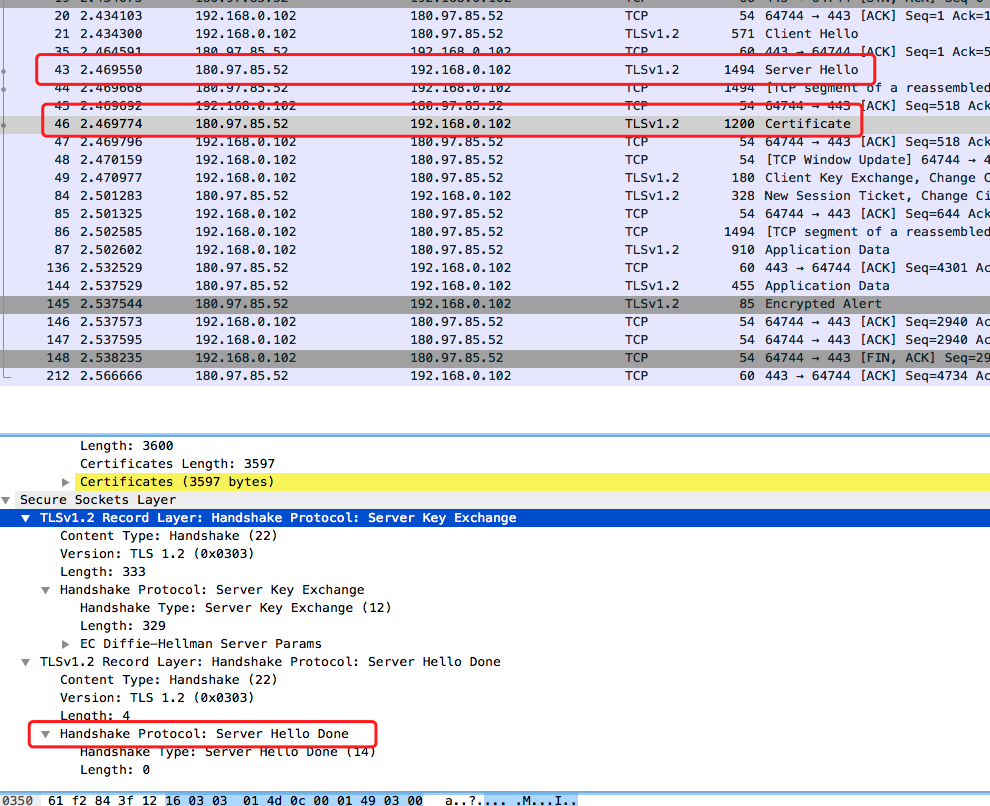 20 2.434103 192.168.0.102 180.97.85.52 TCP 54 64744 → 443 [ACK] Seq=1 Ack=1
21 2.434300 192.168.0.102 180.97.85.52 TLSv1.2 571 Client Hello
35 2.464591 180.97.85.52 192.168.0.102 TCP 60 443 → 64744 [ACK] Seq=1 Ack=5
43 2.469550 180.97.85.52 192.168.0.102 TLSv1.2 1494 Server Hello
44 2.469668 180.97.85.52 192.168.0.102 TLSv1.2 1494 [TCP segment of a reassembled
45 2.469692 192.168.0.102 180.97.85.52 TCP 54 64744 → 443 [ACK] Seq=518 Ack
46 2.469774 180.97.85.52 192.168.0.102 TLSv1.2 1200 Certificate
47 2.469796 192.168.0.102 180.97.85.52 TCP 54 64744 → 443 [ACK] Seq=518 Ack
48 2.470159 192.168.0.102 180.97.85.52 TCP 54 [TCP Window Update] 64744 → 4
49 2.470977 192.168.0.102 180.97.85.52 TLSv1.2 180 Client Key Exchange, Change C
84 2.501283 180.97.85.52 192.168.0.102 TLSv1.2 328 New Session Ticket, Change Ci
85 2.501325 192.168.0.102 180.97.85.52 TCP 54 64744 → 443 [ACK] Seq=644 Ack
86 2.502585 192.168.0.102 180.97.85.52 TCP 1494 [TCP segment of a reassembled
87 2.502602 192.168.0.102 180.97.85.52 TLSv1.2 910 Application Data
136 2.532529 180.97.85.52 192.168.0.102 TCP 60 443 → 64744 [ACK] Seq=4301 Ac
144 2.537529 180.97.85.52 192.168.0.102 TLSv1.2 455 Application Data
145 2.537544 180.97.85.52 192.168.0.102 TLSv1.2 85 Encrypted Alert
146 2.537573 192.168.0.102 180.97.85.52 TCP 54 64744 → 443 [ACK] Seq=2940 Ac
147 2.537595 192.168.0.102 180.97.85.52 TCP 54 64744 → 443 [ACK] Seq=2940 Ac
148 2.538235 192.168.0.102 180.97.85.52 TCP 54 64744 → 443 [FIN, ACK] Seq=29
212 2.566666 180.97.85.52 192.168.0.102 TCP 60 443 → 64744 [ACK] Seq=4734 Ac
Length: 3600
Certificates Length: 3597
Certificates (3597 bytes)
Secure Sockets Layer
TLSv1.2 Record Layer: Handshake Protocol: Server Key Exchange
Content Type: Handshake (22)
Version: TLS 1.2 (0x0303)
Length: 333
Handshake Protocol: Server Key Exchange
Handshake Type: Server Key Exchange (12)
Length: 329
EC Diffie-Hellman Server Params
TLSv1.2 Record Layer: Handshake Protocol: Server Hello Done
Content Type: Handshake (22)
Version: TLS 1.2 (0x0303)
Length: 4
Handshake Protocol: Server Hello Done
Handshake Type: Server Hello Done (14)
Length: 0
0350 61 f2 84 3f 12 16 03 03 01 4d 0c 00 01 49 03 00 a..?.... .M...I..